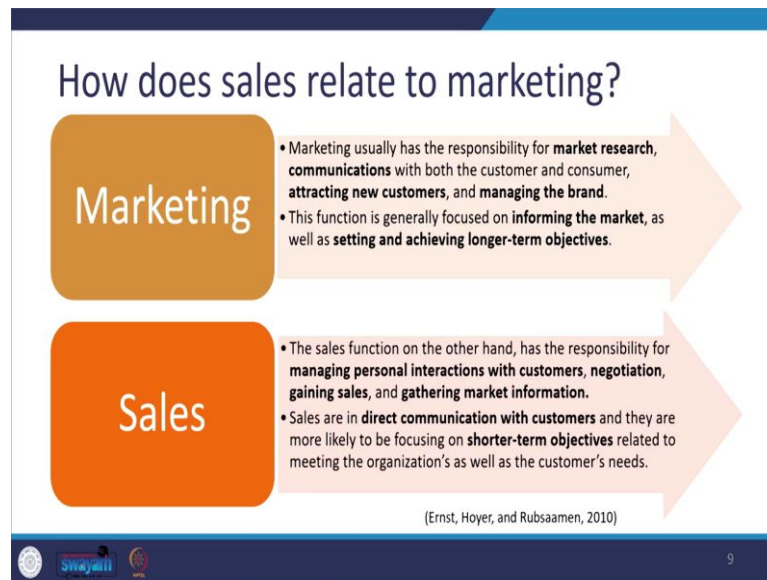 How does sales relate to marketing?
Marketing
• Marketing usually has the responsibility for market research,
communications with both the customer and consumer,
attracting new customers, and managing the brand.
• This function is generally focused on informing the market, as
well as setting and achieving longer-term objectives.
Sales
• The sales function on the other hand, has the responsibility for
managing personal interactions with customers, negotiation,
gaining sales, and gathering market information.
• Sales are in direct communication with customers and they are
more likely to be focusing on shorter-term objectives related to
meeting the organization's as well as the customer's needs.
(Ernst, Hoyer, and Rubsaamen, 2010)
swayam
9